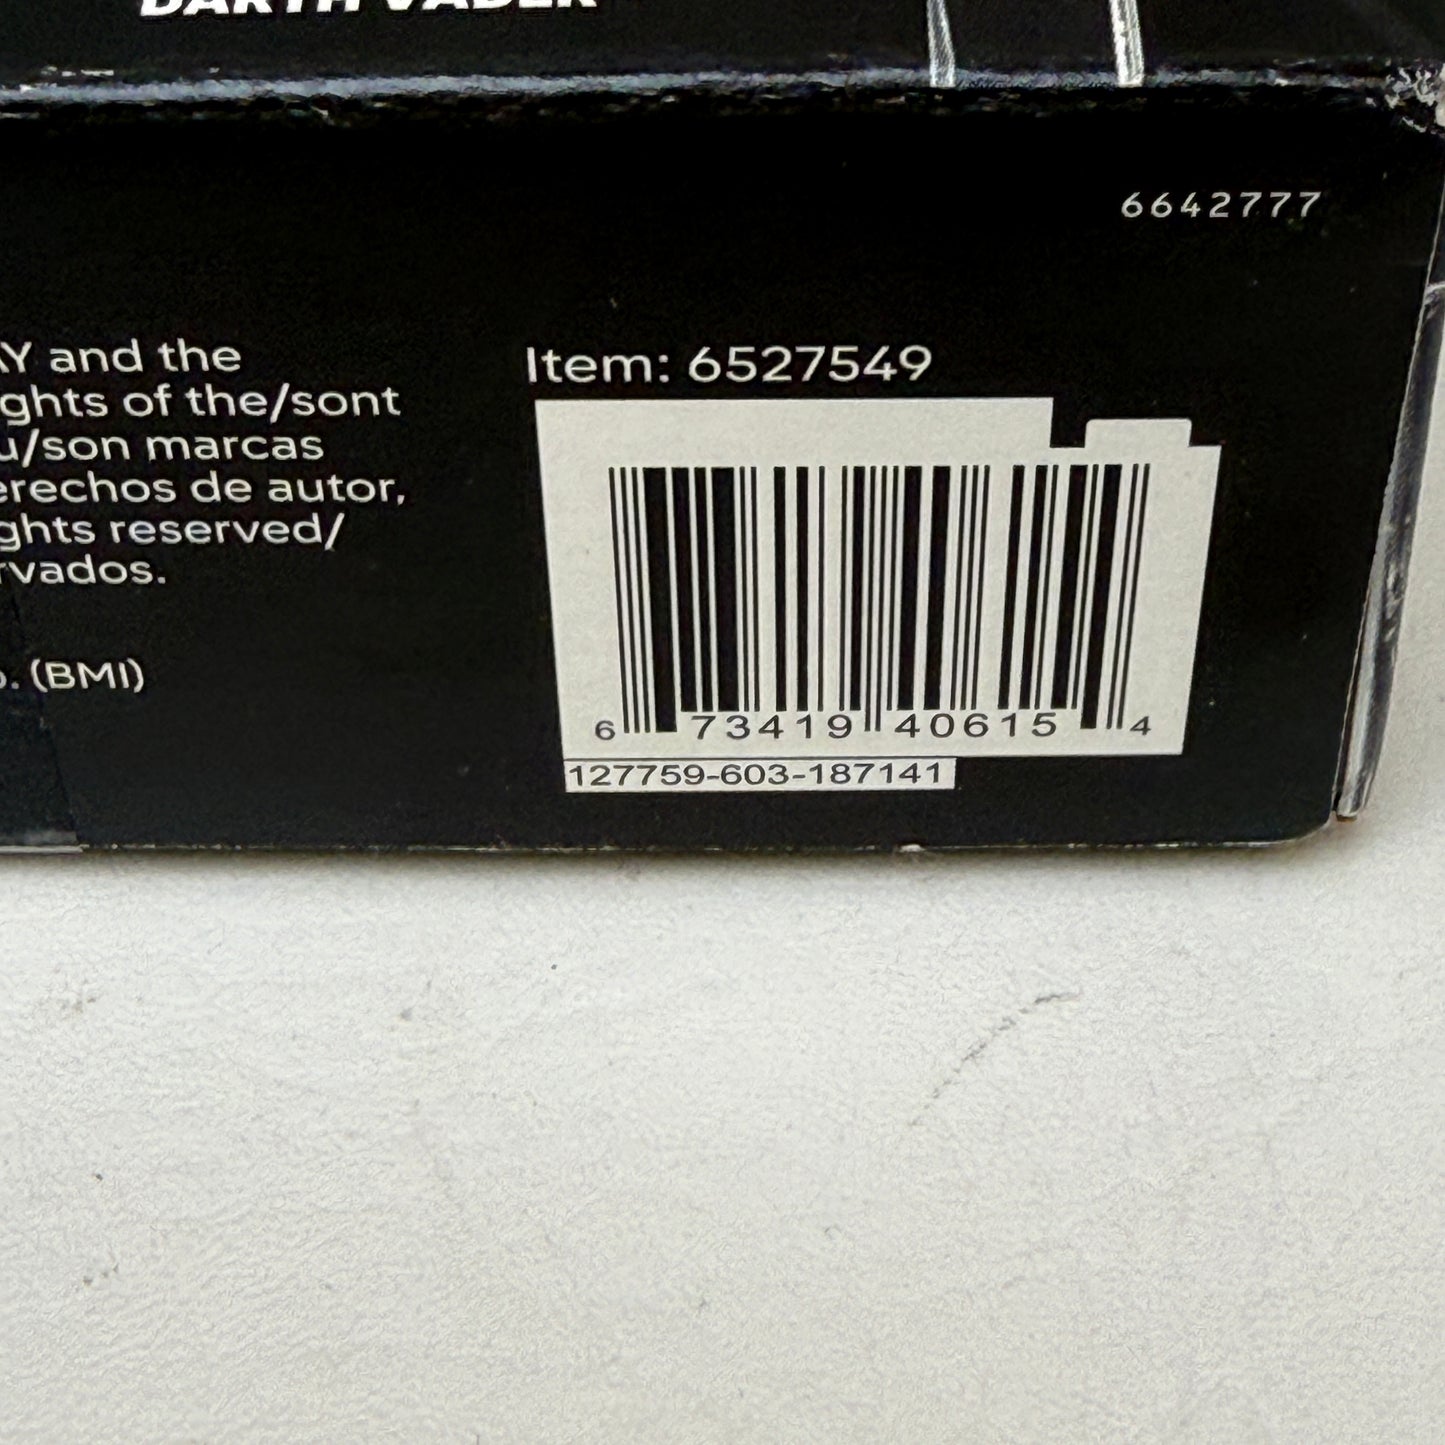 DARTH VADER
6642777
AY and the
ghts of the/sont
u/son marcas
erechos de autor,
ghts reserved/
rvados.
o. (BMI)
Item: 6527549
6 73419 40615 4
127759-603-187141